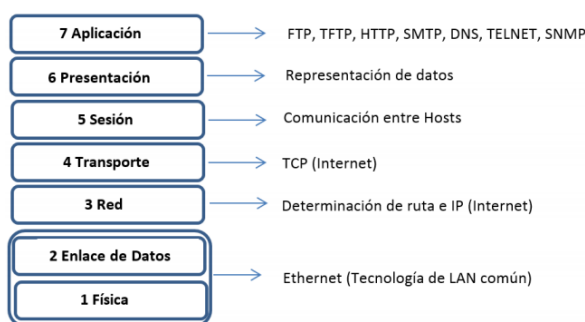 7 Aplicación
FTP, TFTP, HTTP, SMTP, DNS, TELNET, SNMP
6 Presentación
Representación de datos
5 Sesión
Comunicación entre Hosts
4 Transporte
TCP (Internet)
3 Red
Determinación de ruta e IP (Internet)
2 Enlace de Datos
Ethernet (Tecnología de LAN común)
1 Física